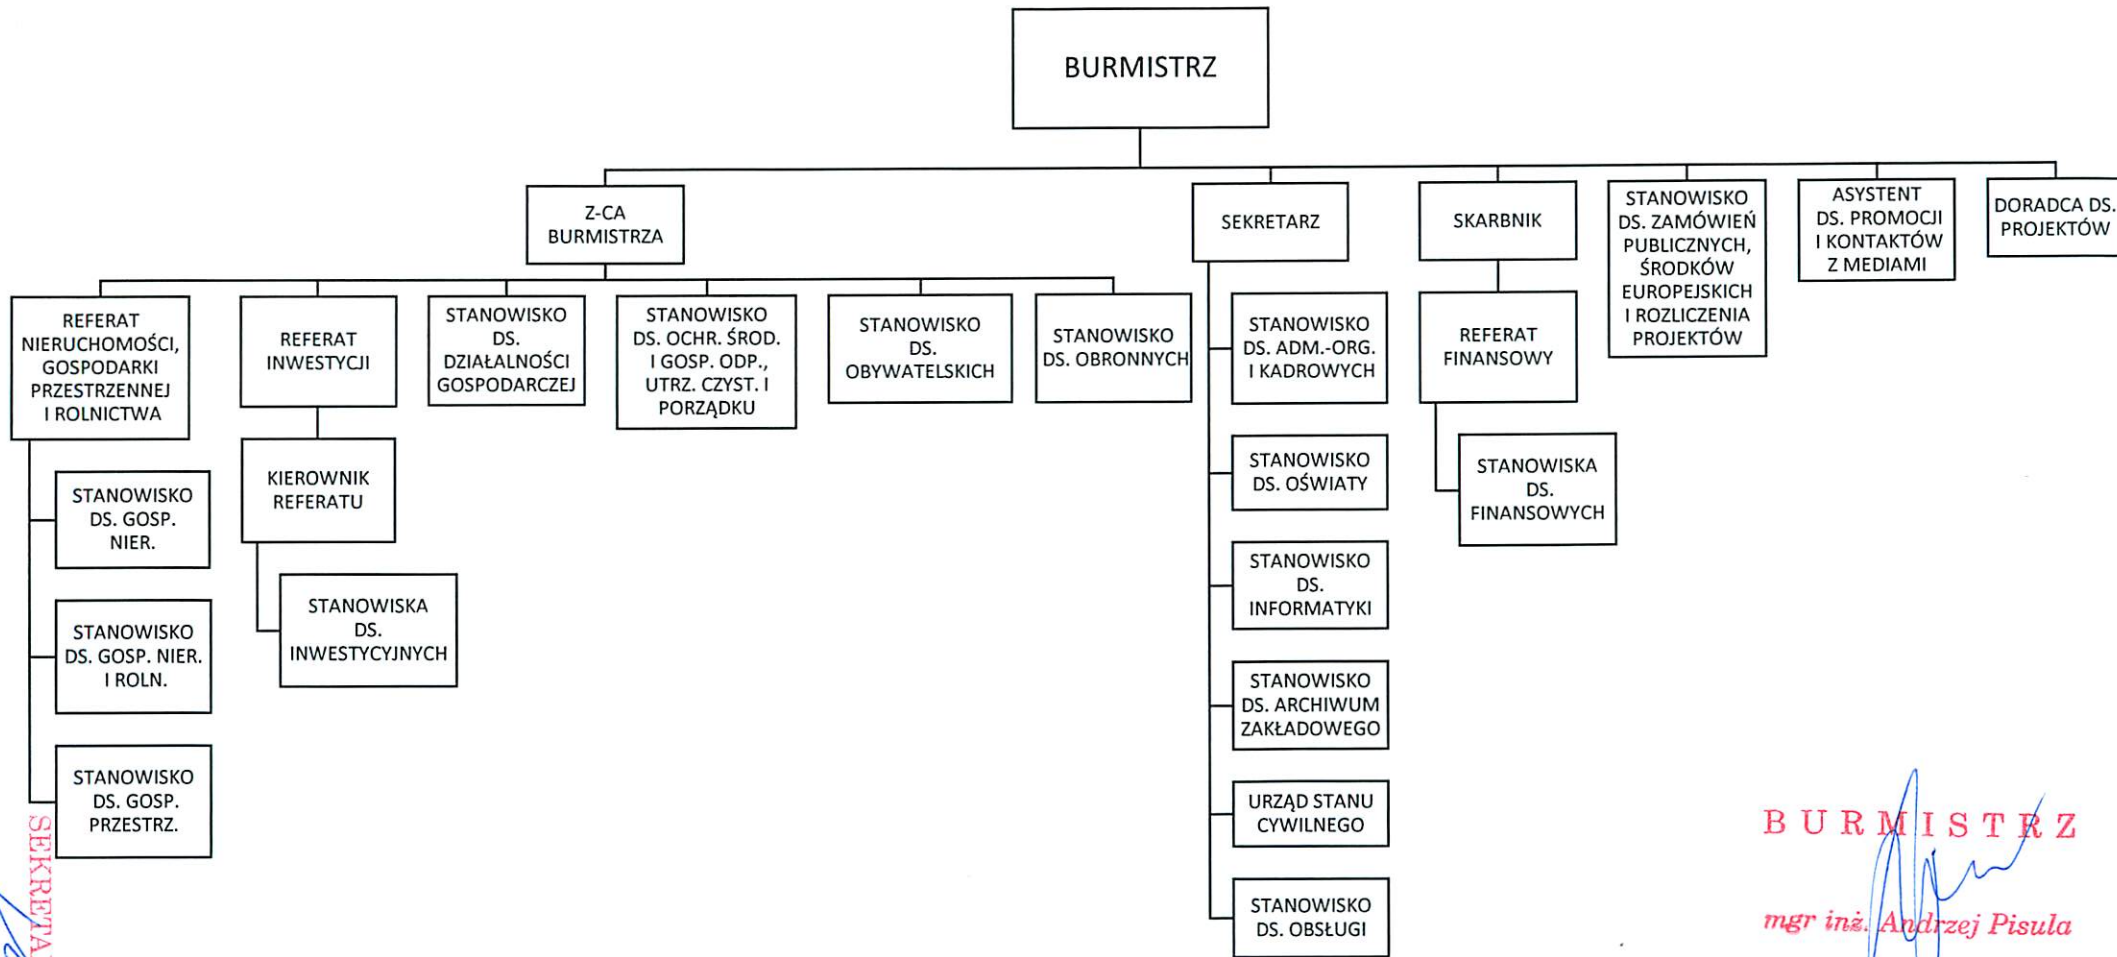 BURMISTRZ
Z-CA
BURMISTRZA
SEKRETARZ
SKARBNIK
STANOWISKO
DS. ZAMÓWIEŃ
PUBLICZNYCH,
ŚRODKÓW
EUROPEJSKICH
I ROZLICZENIA
PROJEKTÓW
ASYSTENT
DS. PROMOCJI
I KONTAKTÓW
Z MEDIAMI
DORADCA DS.
PROJEKTÓW
REFERAT
NIERUCHOMOŚCI,
GOSPODARKI
PRZESTRZENNEJ
I ROLNICTWA
REFERAT
INWESTYCJI
STANOWISKO
DS.
DZIAŁALNOŚCI
GOSPODARCZEJ
STANOWISKO
DS. OCHR. ŚROD.
I GOSP. ODP.,
UTRZ. CZYST. I
PORZĄDKU
STANOWISKO
DS.
OBYWATELSKICH
STANOWISKO
DS. OBRONNYCH
STANOWISKO
DS. ADM.-ORG.
I KADROWYCH
REFERAT
FINANSOWY
KIEROWNIK
REFERATU
STANOWISKO
DS. OŚWIATY
STANOWISKA
DS.
FINANSOWYCH
STANOWISKO
DS. GOSP.
NIER.
STANOWISKA
DS.
INWESTYCYJNYCH
STANOWISKO
DS.
INFORMATYKI
STANOWISKO
DS. GOSP. NIER.
I ROLN.
STANOWISKO
DS. ARCHIWUM
ZAKŁADOWEGO
STANOWISKO
DS. GOSP.
PRZESTRZ.
URZĄD STANU
CYWILNEGO
STANOWISKO
DS. OBSŁUGI
SEKRETA
BURMISTRZ
mgr inż. Andrzej Pisula